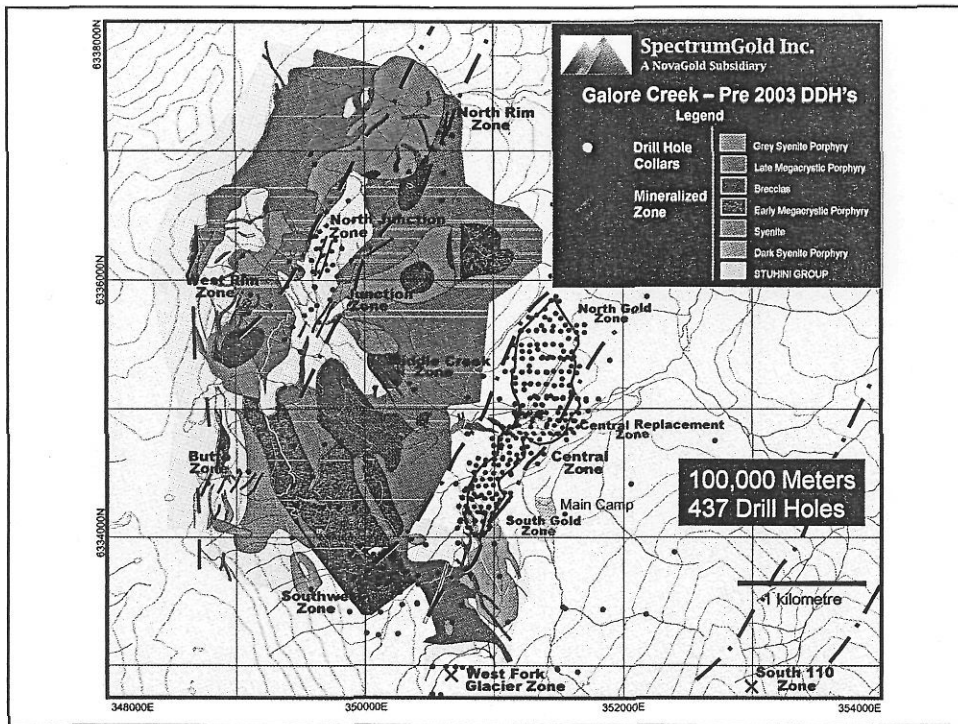 SpectrumGold Inc.
A NovaGold Subsidiary
Galore Creek – Pre 2003 DDH's
Legend
Drill Hole
Collars
Mineralized
Zone
Grey Syenite Porphyry
Late Megacrystic Porphyry
Breccias
Early Megacrystic Porphyry
Syenite
Dark Syenite Porphyry
STUHINI GROUP
6338000N
6336000N
6334000N
North Rim
Zone
North Junction
Zone
West Rim
Zone
Junction
Zone
North Gold
Zone
Middle Creek
Zone
Central Replacement
Zone
Central
Zone
Butte
Zone
100,000 Meters
437 Drill Holes
Main Camp
South Gold
Zone
Southwest
Zone
1 kilometre
West Fork
Glacier Zone
South 110
Zone
348000E
350000E
352000E
354000E